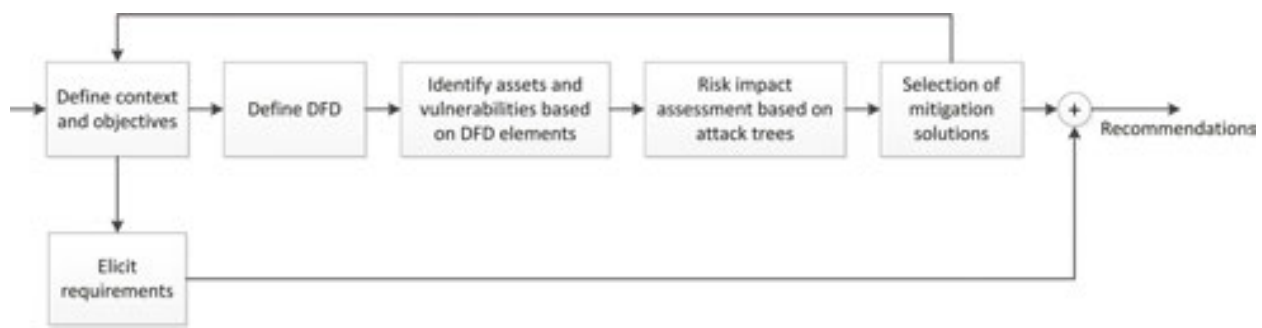 Define context
and objectives
Define DFD
Identify assets and
vulnerabilities based
on DFD elements
Risk impact
assessment based on
attack trees
Selection of
mitigation
solutions
+
Recommendations
Elicit
requirements